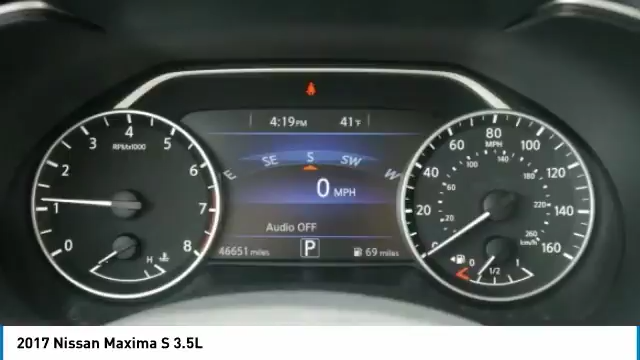 4:19PM 41°F
SE S SW
E W
0 MPH
Audio OFF
46651 miles P 69 miles
0 1 2 3 4 5 6 7 8
RPMx1000
H
0 20 40 60 80 100 120 140 160
MPH
20 60 100 140 180 220 260
km/h
0 1/2 1
2017 Nissan Maxima S 3.5L